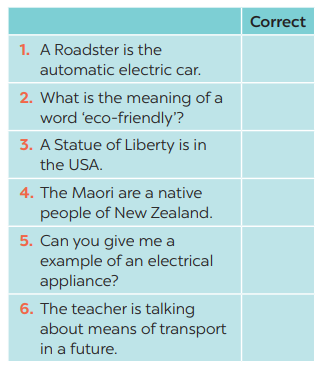 Correct
1. A Roadster is the
automatic electric car.
2. What is the meaning of a
word ‘eco-friendly’?
3. A Statue of Liberty is in
the USA.
4. The Maori are a native
people of New Zealand.
5. Can you give me a
example of an electrical
appliance?
6. The teacher is talking
about means of transport
in a future.